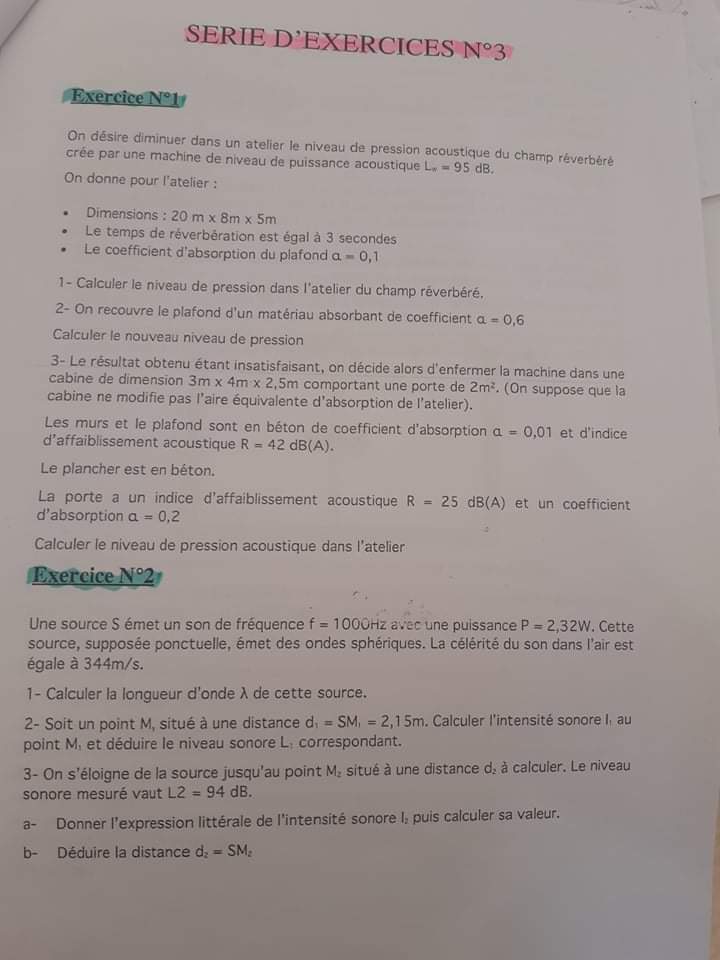 SERIE D'EXERCICES N°3
Exercice N°1
On désire diminuer dans un atelier le niveau de pression acoustique du champ réverbéré
crée par une machine de niveau de puissance acoustique Lw = 95 dB.
On donne pour l'atelier :
• Dimensions : 20 m x 8m x 5m
• Le temps de réverbération est égal à 3 secondes
• Le coefficient d'absorption du plafond α = 0,1
1- Calculer le niveau de pression dans l'atelier du champ réverbéré.
2- On recouvre le plafond d'un matériau absorbant de coefficient α = 0,6
Calculer le nouveau niveau de pression
3- Le résultat obtenu étant insatisfaisant, on décide alors d'enfermer la machine dans une
cabine de dimension 3m x 4m x 2,5m comportant une porte de 2m². (On suppose que la
cabine ne modifie pas l'aire équivalente d'absorption de l'atelier).
Les murs et le plafond sont en béton de coefficient d'absorption α = 0,01 et d'indice
d'affaiblissement acoustique R = 42 dB(A).
Le plancher est en béton.
La porte a un indice d'affaiblissement acoustique R = 25 dB(A) et un coefficient
d'absorption α = 0,2
Calculer le niveau de pression acoustique dans l'atelier
Exercice N°2
Une source S émet un son de fréquence f = 1000Hz avec une puissance P = 2,32W. Cette
source, supposée ponctuelle, émet des ondes sphériques. La célérité du son dans l'air est
égale à 344m/s.
1- Calculer la longueur d'onde λ de cette source.
2- Soit un point M, situé à une distance d₁ = SM₁ = 2,15m. Calculer l'intensité sonore I₁ au
point M₁ et déduire le niveau sonore L₁ correspondant.
3- On s'éloigne de la source jusqu'au point M₂ situé à une distance d₂ à calculer. Le niveau
sonore mesuré vaut L2 = 94 dB.
a- Donner l'expression littérale de l'intensité sonore I₂ puis calculer sa valeur.
b- Déduire la distance d₂ = SM₂